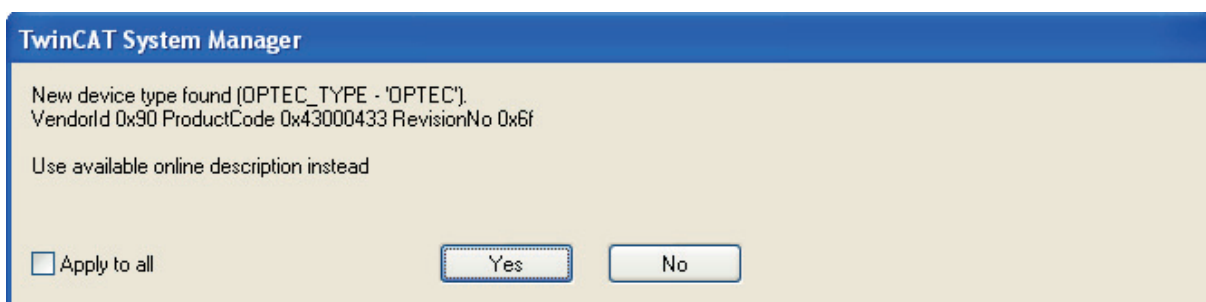 TwinCAT System Manager
New device type found (OPTEC_TYPE - 'OPTEC').
VendorId 0x90 ProductCode 0x43000433 RevisionNo 0x6f
Use available online description instead
Apply to all
Yes
No